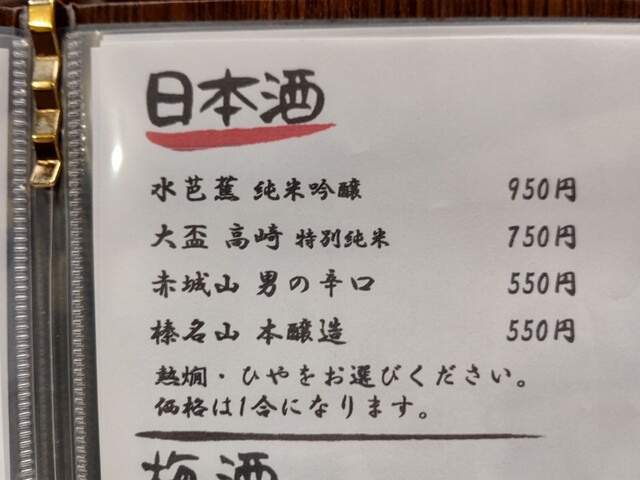 日本酒
水芭蕉 純米吟醸 950円
大盃 高崎 特別純米 750円
赤城山 男の辛口 550円
榛名山 本醸造 550円
熱燗・ひやをお選びください。
価格は1合になります。
梅酒